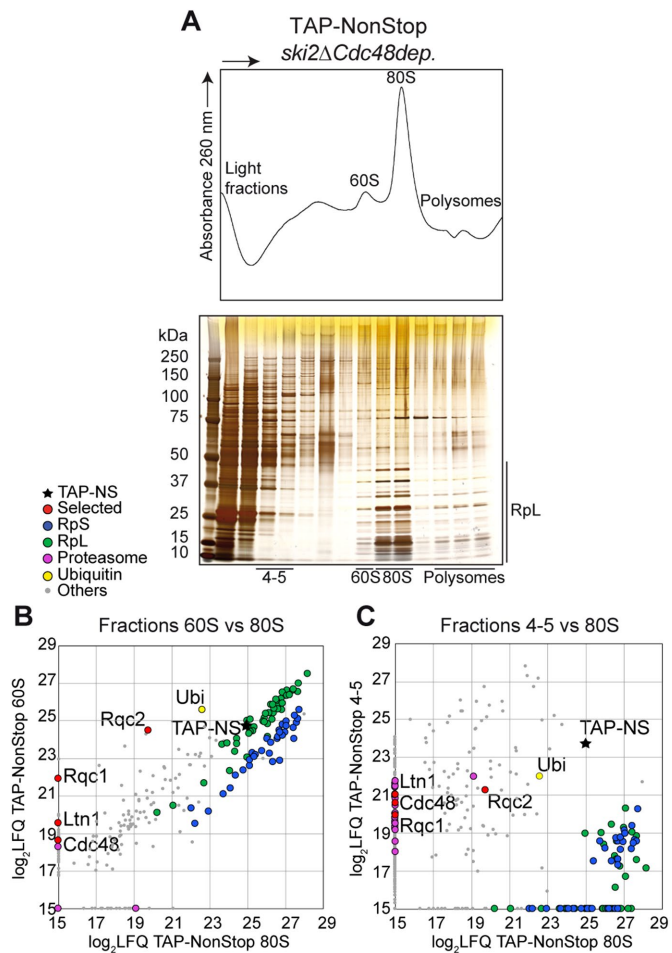 A
TAP-NonStop
ski2ΔCdc48dep.
80S
Absorbance 260 nm
Light
fractions
60S
Polysomes
kDa
250
150
100
75
50
37
25
15
10
RpL
4-5
60S 80S
Polysomes
TAP-NS
Selected
RpS
RpL
Proteasome
Ubiquitin
Others
B
Fractions 60S vs 80S
29
27
25
23
21
19
17
15
log2LFQ TAP-NonStop 60S
Rqc2
Ubi
TAP-NS
Rqc1
Ltn1
Cdc48
15 17 19 21 23 25 27 29
log2LFQ TAP-NonStop 80S
C
Fractions 4-5 vs 80S
29
27
25
23
21
19
17
15
log2LFQ TAP-NonStop 4-5
TAP-NS
Ubi
Ltn1
Cdc48
Rqc2
Rqc1
15 17 19 21 23 25 27 29
log2LFQ TAP-NonStop 80S